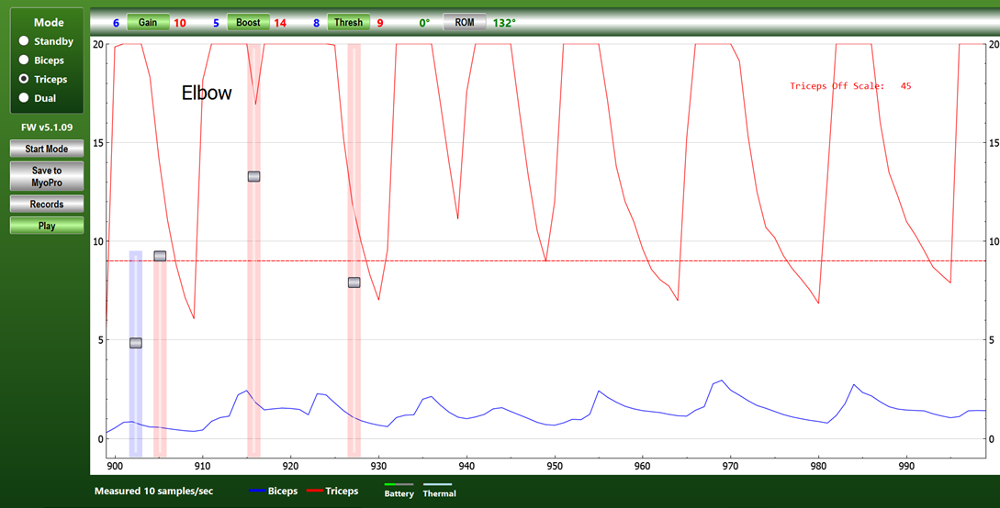 Mode
Standby
Biceps
Triceps
Dual
FW v5.1.09
Start Mode
Save to
MyoPro
Records
Play
6 Gain 10 5 Boost 14 8 Thresh 9 0° ROM 132°
20 20
Elbow
Triceps Off Scale: 45
15 15
10 10
5 5
0 0
900 905 910 920 930 940 950 960 970 980 990
Measured 10 samples/sec Biceps Triceps Battery Thermal